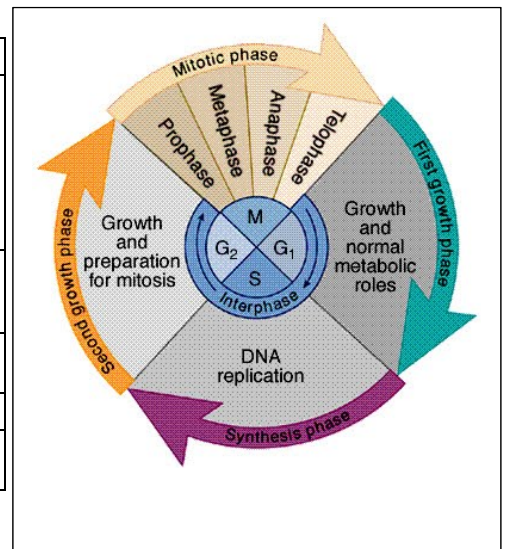 Mitotic phase
Prophase
Metaphase
Anaphase
Telophase
First growth phase
Growth
and
normal
metabolic
roles
M
G₂
G₁
S
Interphase
Growth
and
preparation
for mitosis
Second growth phase
DNA
replication
Synthesis phase